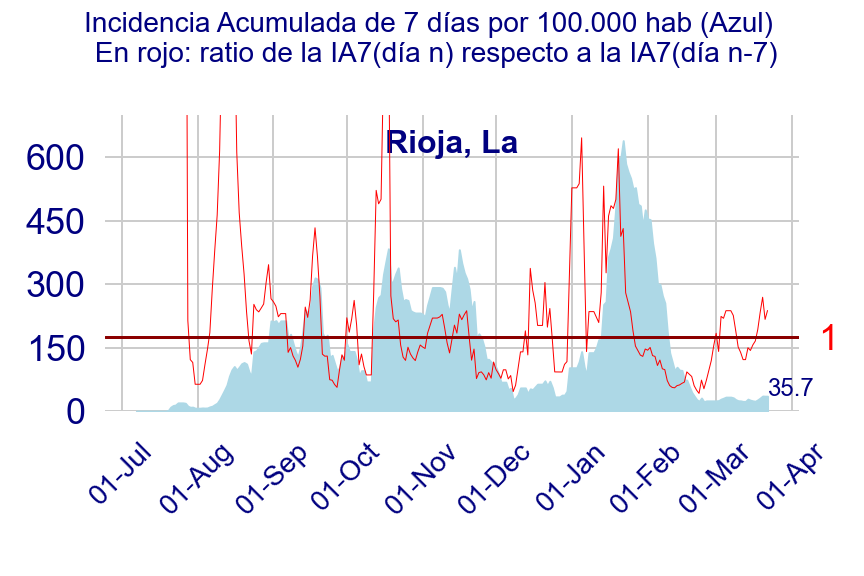 Incidencia Acumulada de 7 días por 100.000 hab (Azul)
En rojo: ratio de la IA7(día n) respecto a la IA7(día n-7)
Rioja, La
600
450
300
150
0
1
35.7
01-Jul
01-Aug
01-Sep
01-Oct
01-Nov
01-Dec
01-Jan
01-Feb
01-Mar
01-Apr